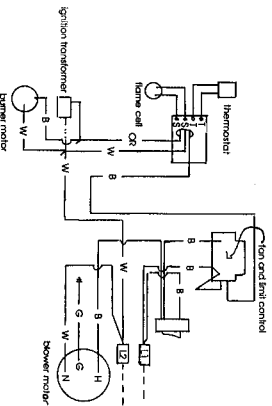 ignition transformer
burner motor
flame cell
thermostat
fan and limit control
blower motor
T
T
S
S
B
W
OR
W
W
B
B
B
W
B
G
G
W
L1
L2
H
N